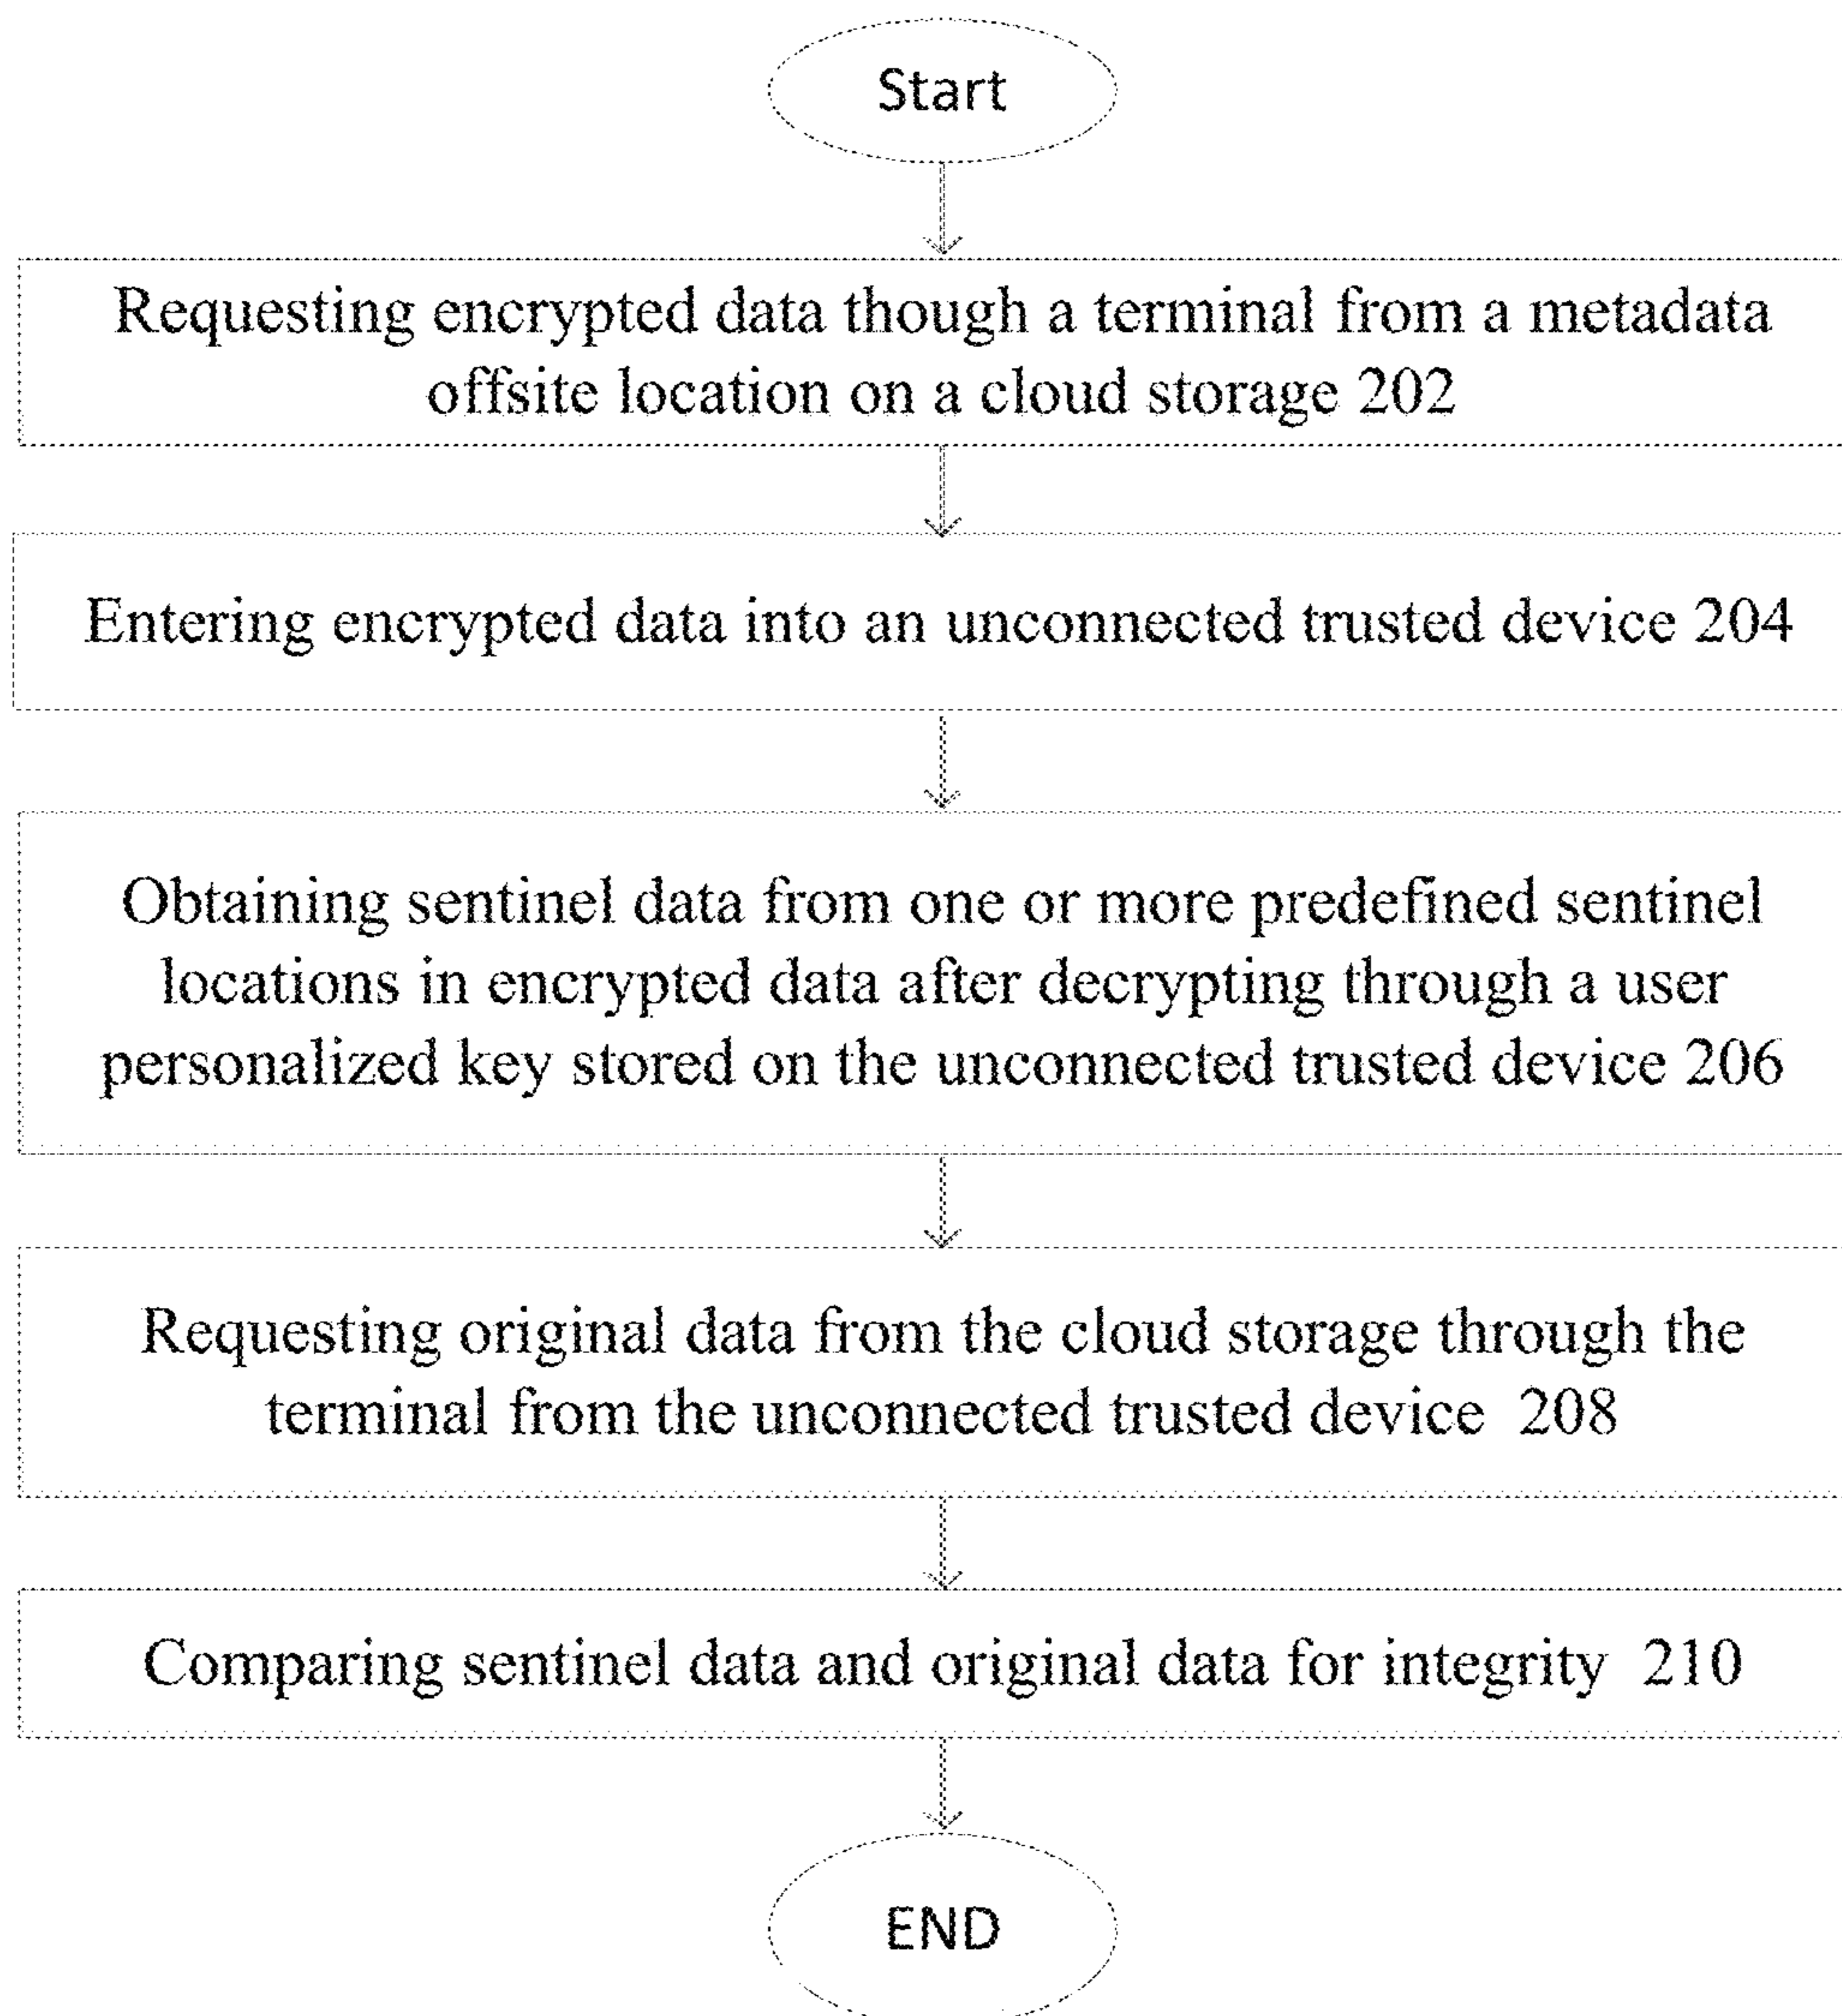 Start
Requesting encrypted data though a terminal from a metadata
offsite location on a cloud storage 202
Entering encrypted data into an unconnected trusted device 204
Obtaining sentinel data from one or more predefined sentinel
locations in encrypted data after decrypting through a user
personalized key stored on the unconnected trusted device 206
Requesting original data from the cloud storage through the
terminal from the unconnected trusted device 208
Comparing sentinel data and original data for integrity 210
END